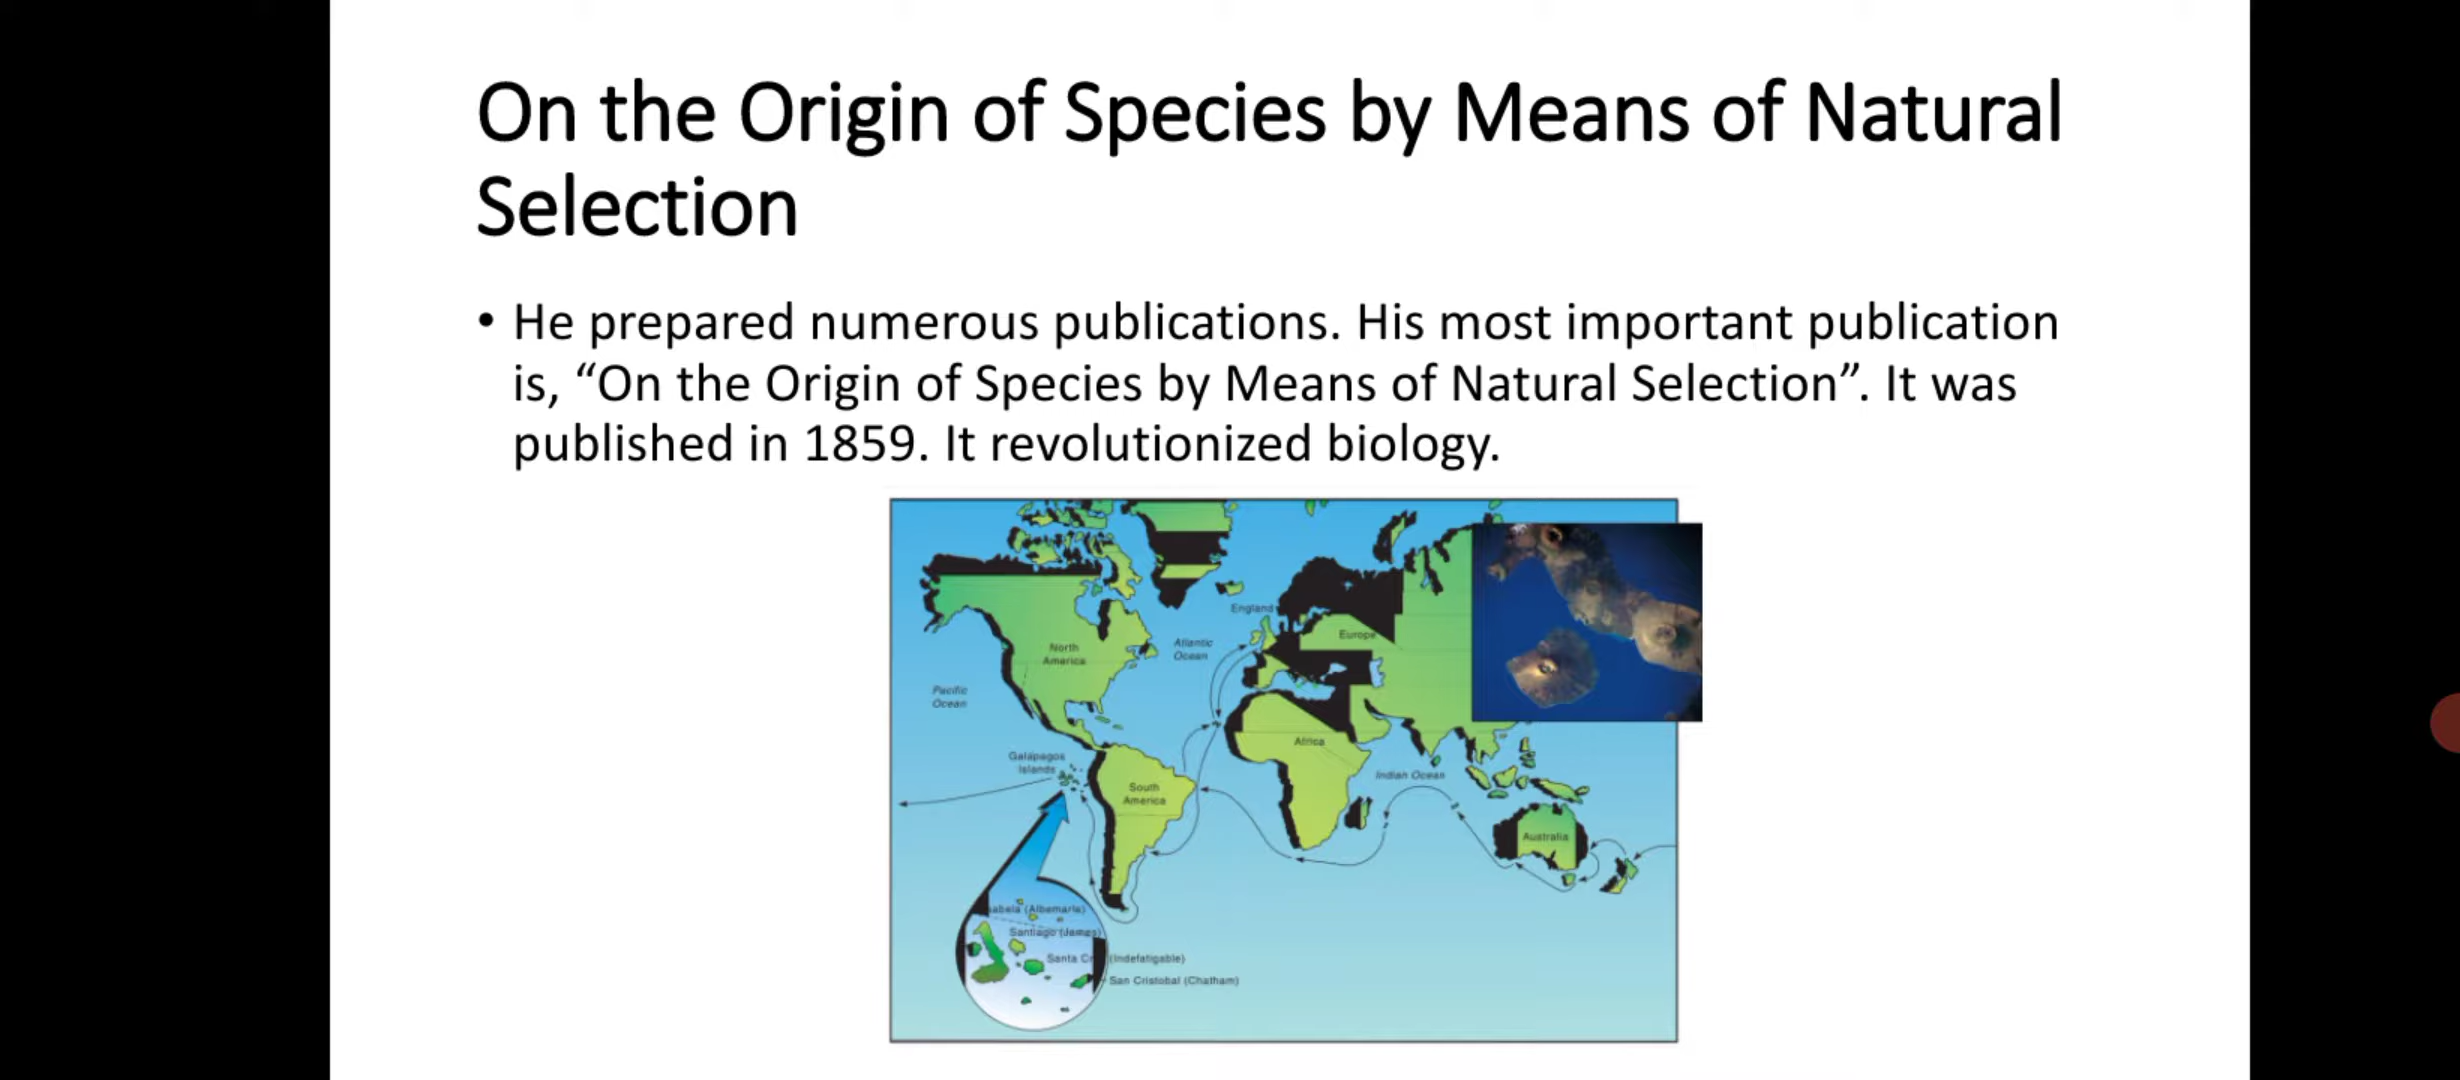 On the Origin of Species by Means of Natural
Selection
• He prepared numerous publications. His most important publication
is, “On the Origin of Species by Means of Natural Selection”. It was
published in 1859. It revolutionized biology.
England
Europe
North
America
Atlantic
Ocean
Pacific
Ocean
Africa
Galapagos
Islands
Indian Ocean
South
America
Australia
abela (Albemarle)
Santiago (James)
Santa C (Indefatigable)
San Cristobal (Chatham)